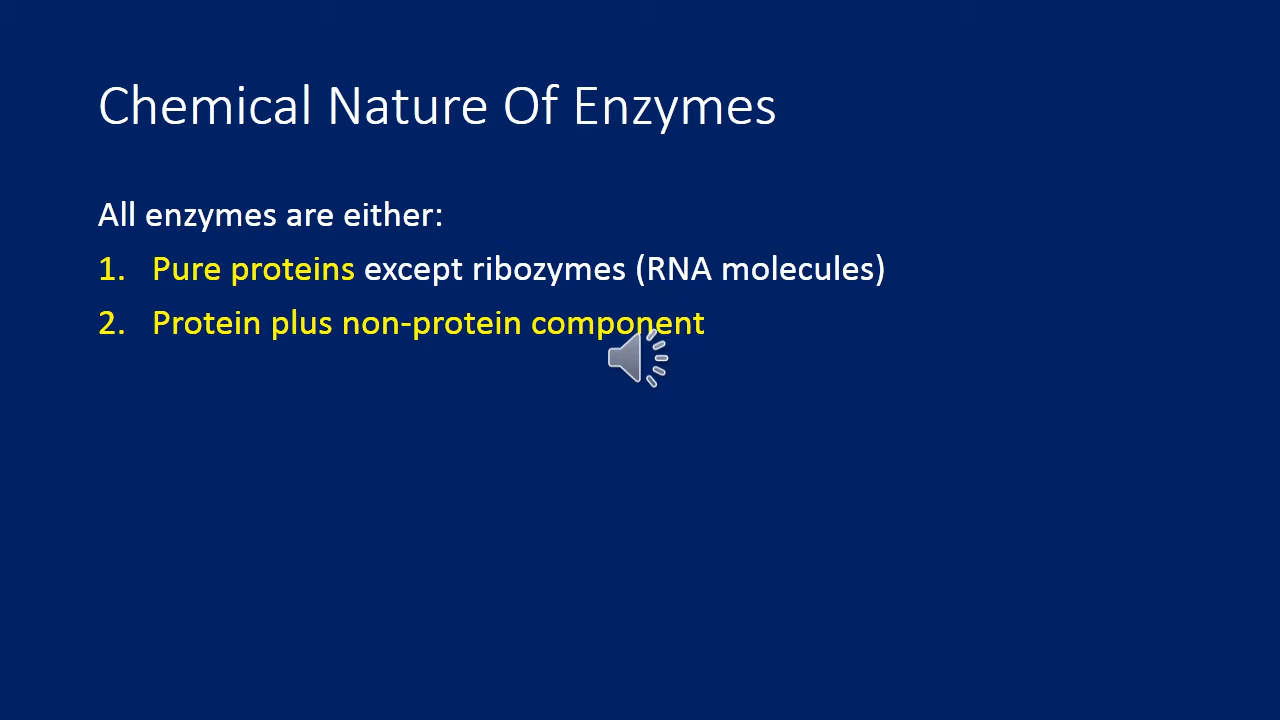 Chemical Nature Of Enzymes
All enzymes are either:
1. Pure proteins except ribozymes (RNA molecules)
2. Protein plus non-protein component